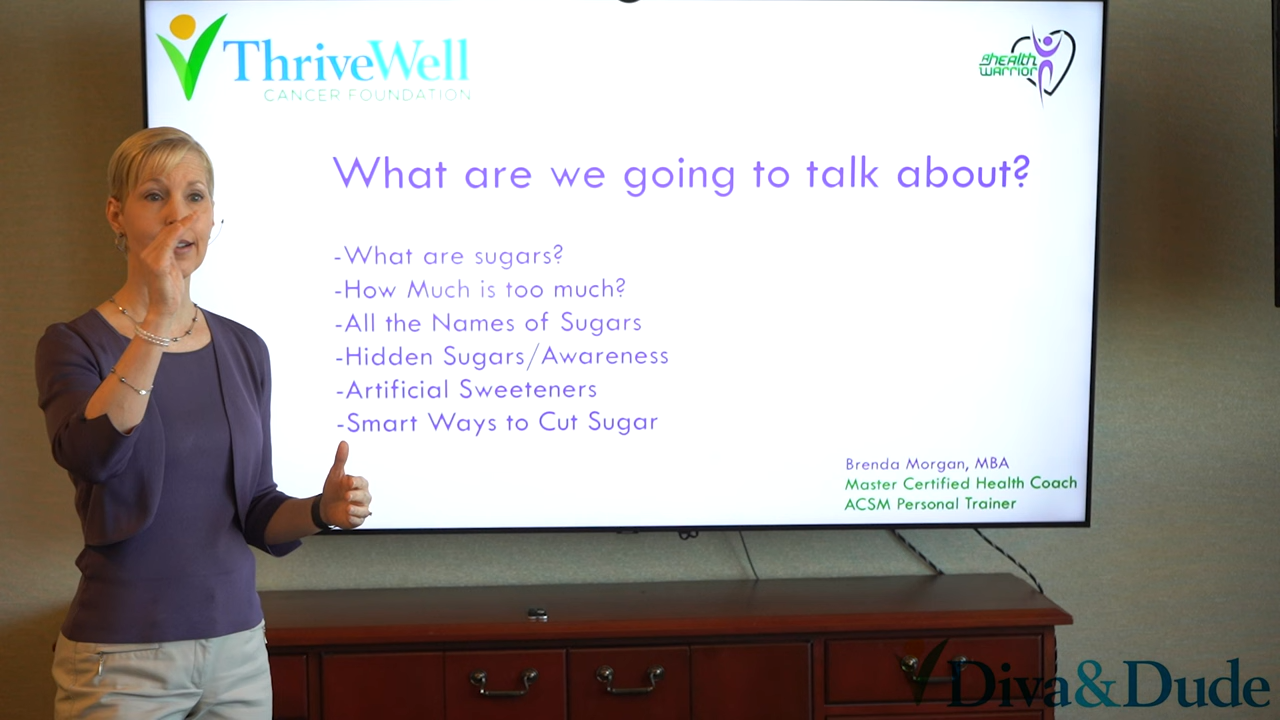 ThriveWell
CANCER FOUNDATION
A HEALTH
WARRIOR
What are we going to talk about?
-What are sugars?
-How Much is too much?
-All the Names of Sugars
-Hidden Sugars/Awareness
-Artificial Sweeteners
-Smart Ways to Cut Sugar
Brenda Morgan, MBA
Master Certified Health Coach
ACSM Personal Trainer
Diva&Dude